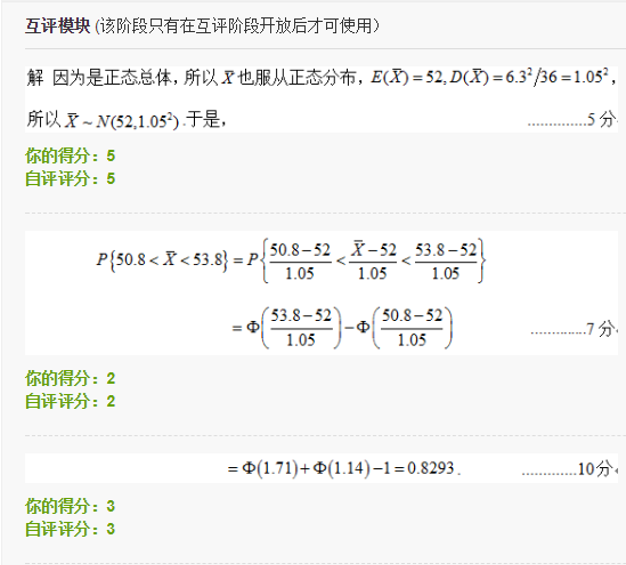 互评模块 (该阶段只有在互评阶段开放后才可使用)
解 因为是正态总体, 所以 X̄ 也服从正态分布, E(X̄) = 52, D(X̄) = 6.3²/36 = 1.05²,
所以 X̄ ~ N(52,1.05²) .于是, ..............5 分.
你的得分: 5
自评评分: 5
P{50.8 < X̄ < 53.8} = P{(50.8−52)/1.05 < (X̄−52)/1.05 < (53.8−52)/1.05}
= Φ((53.8−52)/1.05) − Φ((50.8−52)/1.05) ..............7 分.
你的得分: 2
自评评分: 2
= Φ(1.71)+Φ(1.14)−1 = 0.8293. .............10分.
你的得分: 3
自评评分: 3